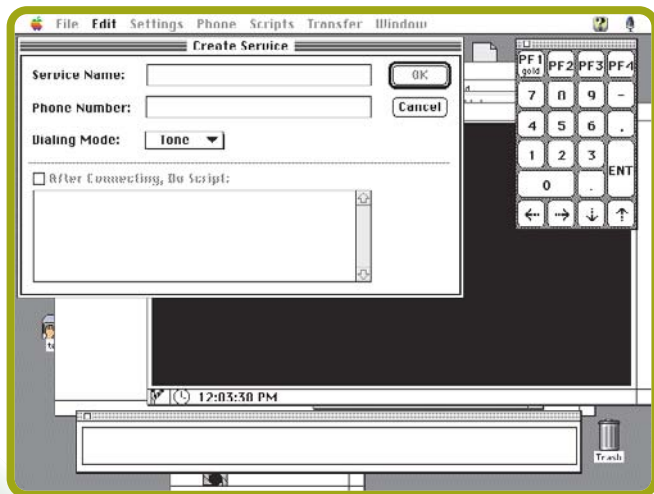 File Edit Settings Phone Scripts Transfer Window
Create Service
Service Name:
OK
Phone Number:
Cancel
Dialing Mode: Tone
After Connecting, Do Script:
PF1 gold PF2 PF3 PF4
7 8 9 -
4 5 6 .
1 2 3
ENT
0 .
12:03:30 PM
Trash